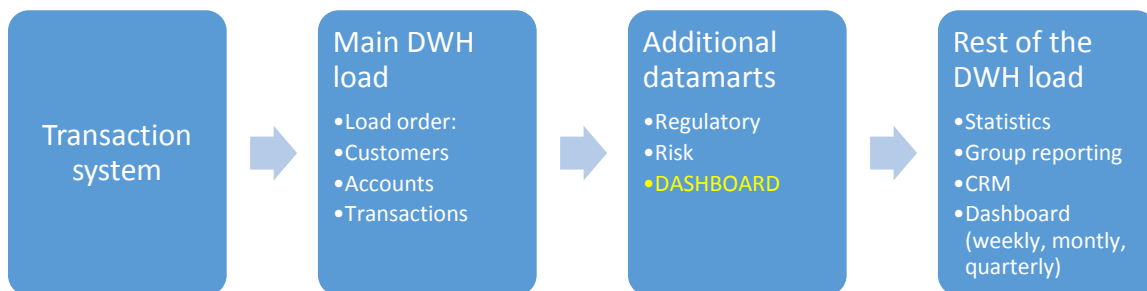 Transaction
system
Main DWH
load
•Load order:
•Customers
•Accounts
•Transactions
Additional
datamarts
•Regulatory
•Risk
•DASHBOARD
Rest of the
DWH load
•Statistics
•Group reporting
•CRM
•Dashboard
(weekly, montly,
quarterly)